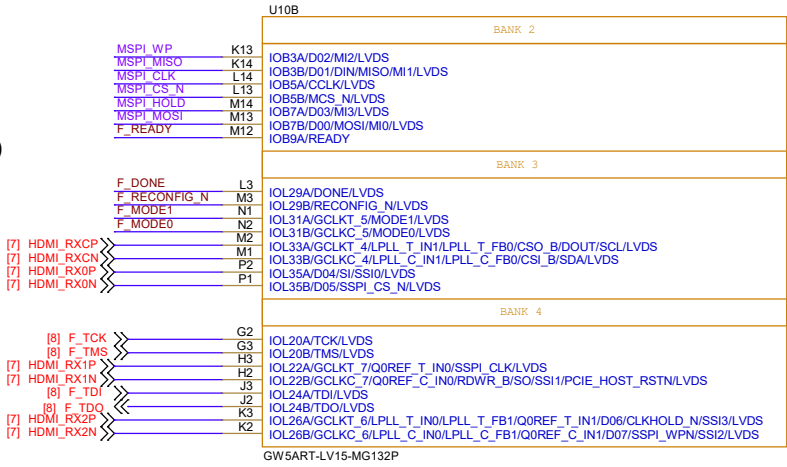 U10B
BANK 2
MSPI_WP K13 IOB3A/D02/MI2/LVDS
MSPI_MISO K14 IOB3B/D01/DIN/MISO/MI1/LVDS
MSPI_CLK L14 IOB5A/CCLK/LVDS
MSPI_CS_N L13 IOB5B/MCS_N/LVDS
MSPI_HOLD M14 IOB7A/D03/MI3/LVDS
MSPI_MOSI M13 IOB7B/D00/MOSI/MI0/LVDS
F_READY M12 IOB9A/READY
)
BANK 3
F_DONE L3 IOL29A/DONE/LVDS
F_RECONFIG_N M3 IOL29B/RECONFIG_N/LVDS
F_MODE1 N1 IOL31A/GCLKT_5/MODE1/LVDS
F_MODE0 N2 IOL31B/GCLKC_5/MODE0/LVDS
[7] HDMI_RXCP M2 IOL33A/GCLKT_4/LPLL_T_IN1/LPLL_T_FB0/CSO_B/DOUT/SCL/LVDS
[7] HDMI_RXCN M1 IOL33B/GCLKC_4/LPLL_C_IN1/LPLL_C_FB0/CSI_B/SDA/LVDS
[7] HDMI_RX0P P2 IOL35A/D04/SI/SSI0/LVDS
[7] HDMI_RX0N P1 IOL35B/D05/SSPI_CS_N/LVDS
BANK 4
[8] F_TCK G2 IOL20A/TCK/LVDS
[8] F_TMS G3 IOL20B/TMS/LVDS
[7] HDMI_RX1P H3 IOL22A/GCLKT_7/Q0REF_T_IN0/SSPI_CLK/LVDS
[7] HDMI_RX1N H2 IOL22B/GCLKC_7/Q0REF_C_IN0/RDWR_B/SO/SSI1/PCIE_HOST_RSTN/LVDS
[8] F_TDI J3 IOL24A/TDI/LVDS
[8] F_TDO J2 IOL24B/TDO/LVDS
[7] HDMI_RX2P K3 IOL26A/GCLKT_6/LPLL_T_IN0/LPLL_T_FB1/Q0REF_T_IN1/D06/CLKHOLD_N/SSI3/LVDS
[7] HDMI_RX2N K2 IOL26B/GCLKC_6/LPLL_C_IN0/LPLL_C_FB1/Q0REF_C_IN1/D07/SSPI_WPN/SSI2/LVDS
GW5ART-LV15-MG132P